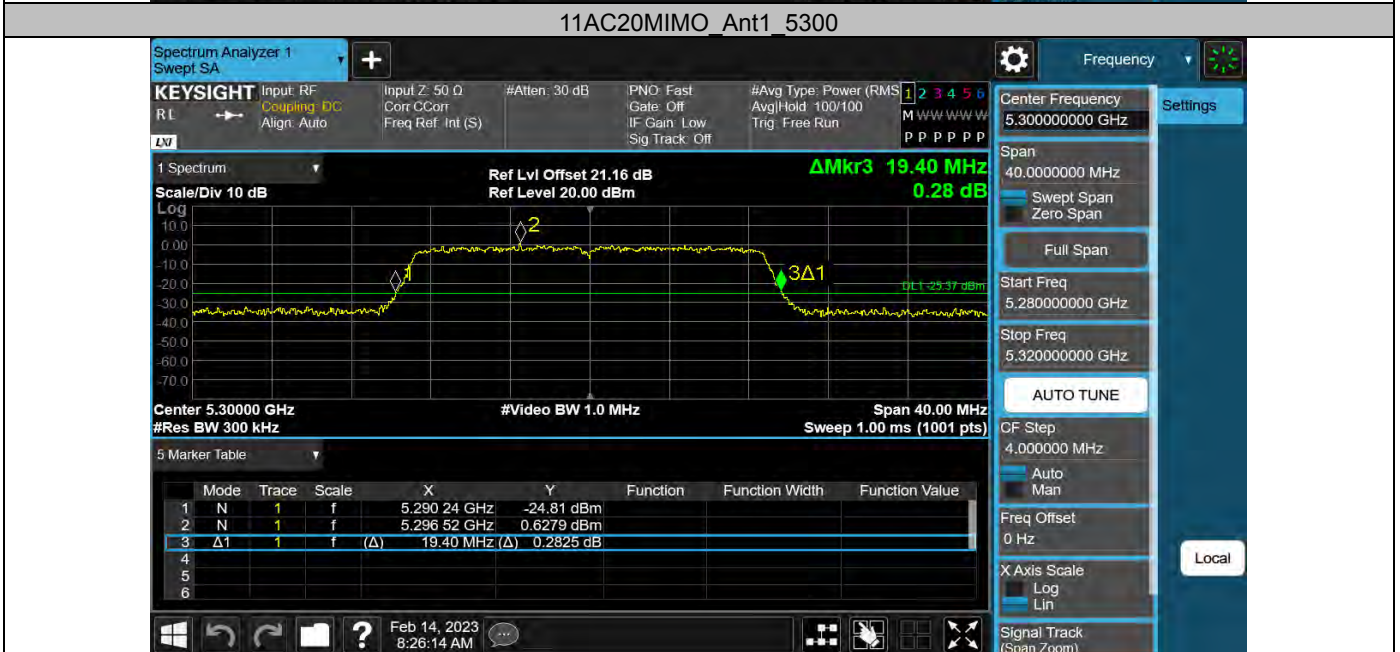 11AC20MIMO_Ant1_5300
Spectrum Analyzer 1
Swept SA
+
Frequency
KEYSIGHT
RL
LXI
Input: RF
Coupling: DC
Align: Auto
Input Z: 50 Ω
Corr CCorr
Freq Ref: Int (S)
#Atten: 30 dB
PNO: Fast
Gate: Off
IF Gain: Low
Sig Track: Off
#Avg Type: Power (RMS
Avg|Hold: 100/100
Trig: Free Run
1 2 3 4 5 6
M W W W W W
P P P P P P
Center Frequency
5.300000000 GHz
Settings
Span
40.0000000 MHz
Swept Span
Zero Span
Full Span
Start Freq
5.280000000 GHz
Stop Freq
5.320000000 GHz
AUTO TUNE
CF Step
4.000000 MHz
Auto
Man
Freq Offset
0 Hz
X Axis Scale
Log
Lin
Signal Track
(Span Zoom)
Local
1 Spectrum
Scale/Div 10 dB
Ref Lvl Offset 21.16 dB
Ref Level 20.00 dBm
ΔMkr3 19.40 MHz
0.28 dB
Log
10.0
0.00
-10.0
-20.0
-30.0
-40.0
-50.0
-60.0
-70.0
2
3Δ1
DL1 -25.37 dBm
Center 5.30000 GHz
#Video BW 1.0 MHz
Span 40.00 MHz
#Res BW 300 kHz
Sweep 1.00 ms (1001 pts)
5 Marker Table
Mode Trace Scale X Y Function Function Width Function Value
1 N 1 f 5.290 24 GHz -24.81 dBm
2 N 1 f 5.296 52 GHz 0.6279 dBm
3 Δ1 1 f (Δ) 19.40 MHz (Δ) 0.2825 dB
4
5
6
?
Feb 14, 2023
8:26:14 AM